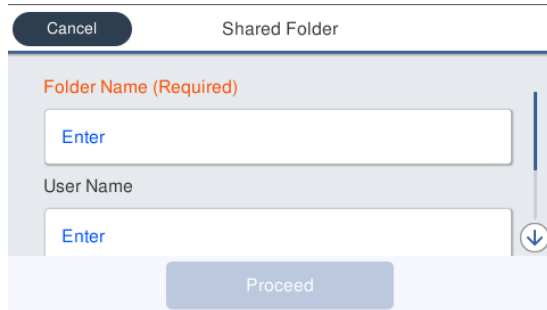 Cancel
Shared Folder
Folder Name (Required)
Enter
User Name
Enter
Proceed